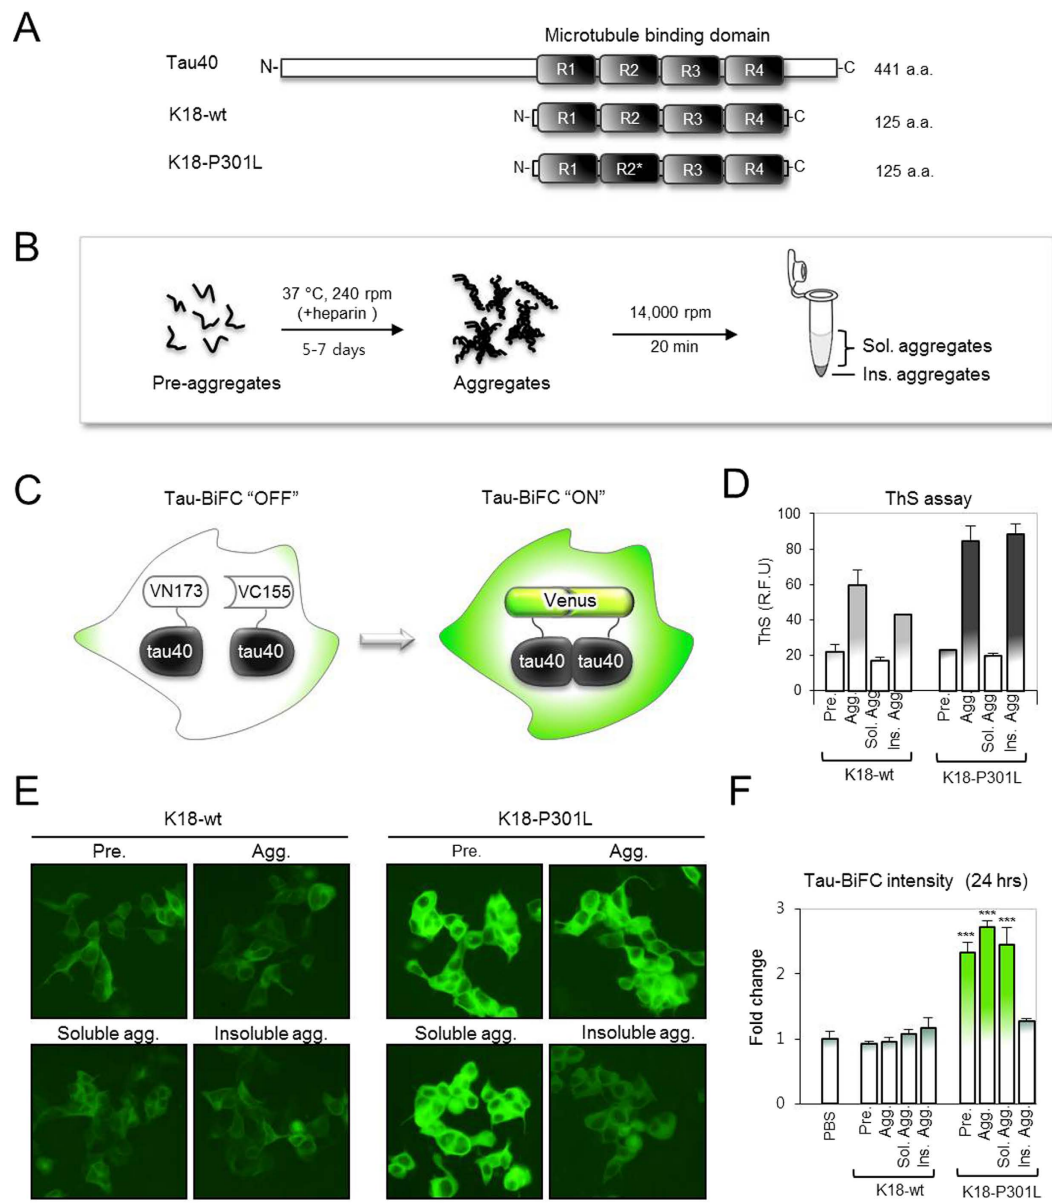 A
Microtubule binding domain
Tau40 N- R1 R2 R3 R4 -C 441 a.a.
K18-wt N- R1 R2 R3 R4 -C 125 a.a.
K18-P301L N- R1 R2* R3 R4 -C 125 a.a.
B
37 °C, 240 rpm
(+heparin )
5-7 days
14,000 rpm
20 min
Sol. aggregates
Ins. aggregates
Pre-aggregates
Aggregates
C
Tau-BiFC “OFF”
Tau-BiFC “ON”
VN173 VC155
tau40 tau40
Venus
tau40 tau40
D
ThS assay
ThS (R.F.U)
100
80
60
40
20
0
Pre.
Agg.
Sol. Agg
Ins. Agg
Pre.
Agg
Sol. Agg
Ins. Agg
K18-wt K18-P301L
E
K18-wt K18-P301L
Pre. Agg. Pre. Agg.
Soluble agg. Insoluble agg. Soluble agg. Insoluble agg.
F
Tau-BiFC intensity (24 hrs)
Fold change
3
2
1
0
*** *** ***
PBS
Pre.
Agg.
Sol. Agg.
Ins. Agg.
Pre.
Agg.
Sol. Agg.
Ins. Agg.
K18-wt K18-P301L